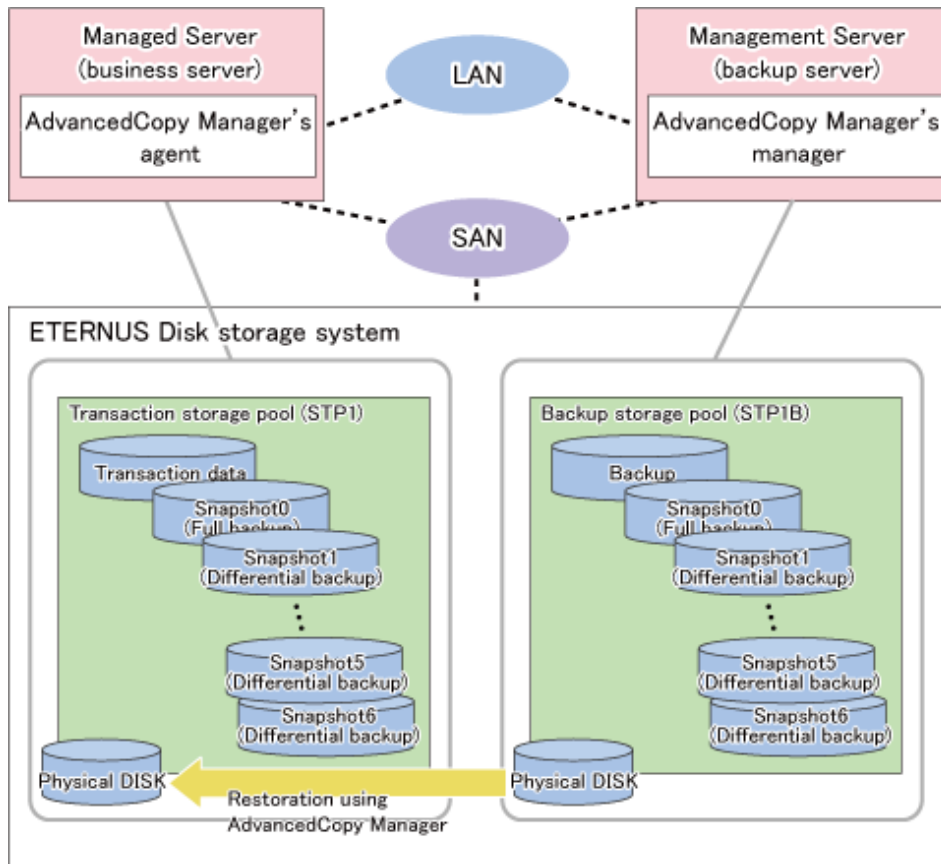 Managed Server
(business server)
AdvancedCopy Manager's
agent
LAN
Management Server
(backup server)
AdvancedCopy Manager's
manager
SAN
ETERNUS Disk storage system
Transaction storage pool (STP1)
Transaction data
Snapshot0
(Full backup)
Snapshot1
(Differential backup)
Snapshot5
(Differential backup)
Snapshot6
(Differential backup)
Physical DISK
Backup storage pool (STP1B)
Backup
Snapshot0
(Full backup)
Snapshot1
(Differential backup)
Snapshot5
(Differential backup)
Snapshot6
(Differential backup)
Physical DISK
Restoration using
AdvancedCopy Manager